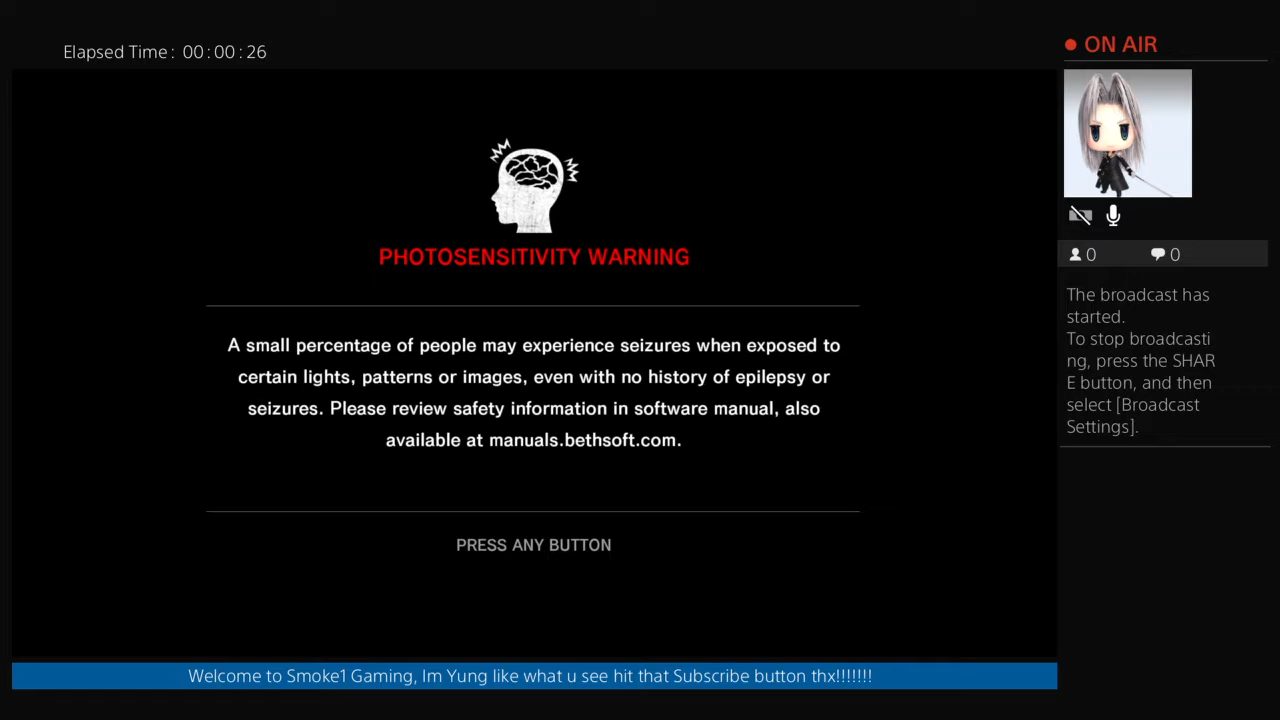 Elapsed Time: 00:00:26
ON AIR
0
0
PHOTOSENSITIVITY WARNING
A small percentage of people may experience seizures when exposed to
certain lights, patterns or images, even with no history of epilepsy or
seizures. Please review safety information in software manual, also
available at manuals.bethsoft.com.
PRESS ANY BUTTON
The broadcast has
started.
To stop broadcasti
ng, press the SHAR
E button, and then
select [Broadcast
Settings].
Welcome to Smoke1 Gaming, Im Yung like what u see hit that Subscribe button thx!!!!!!!